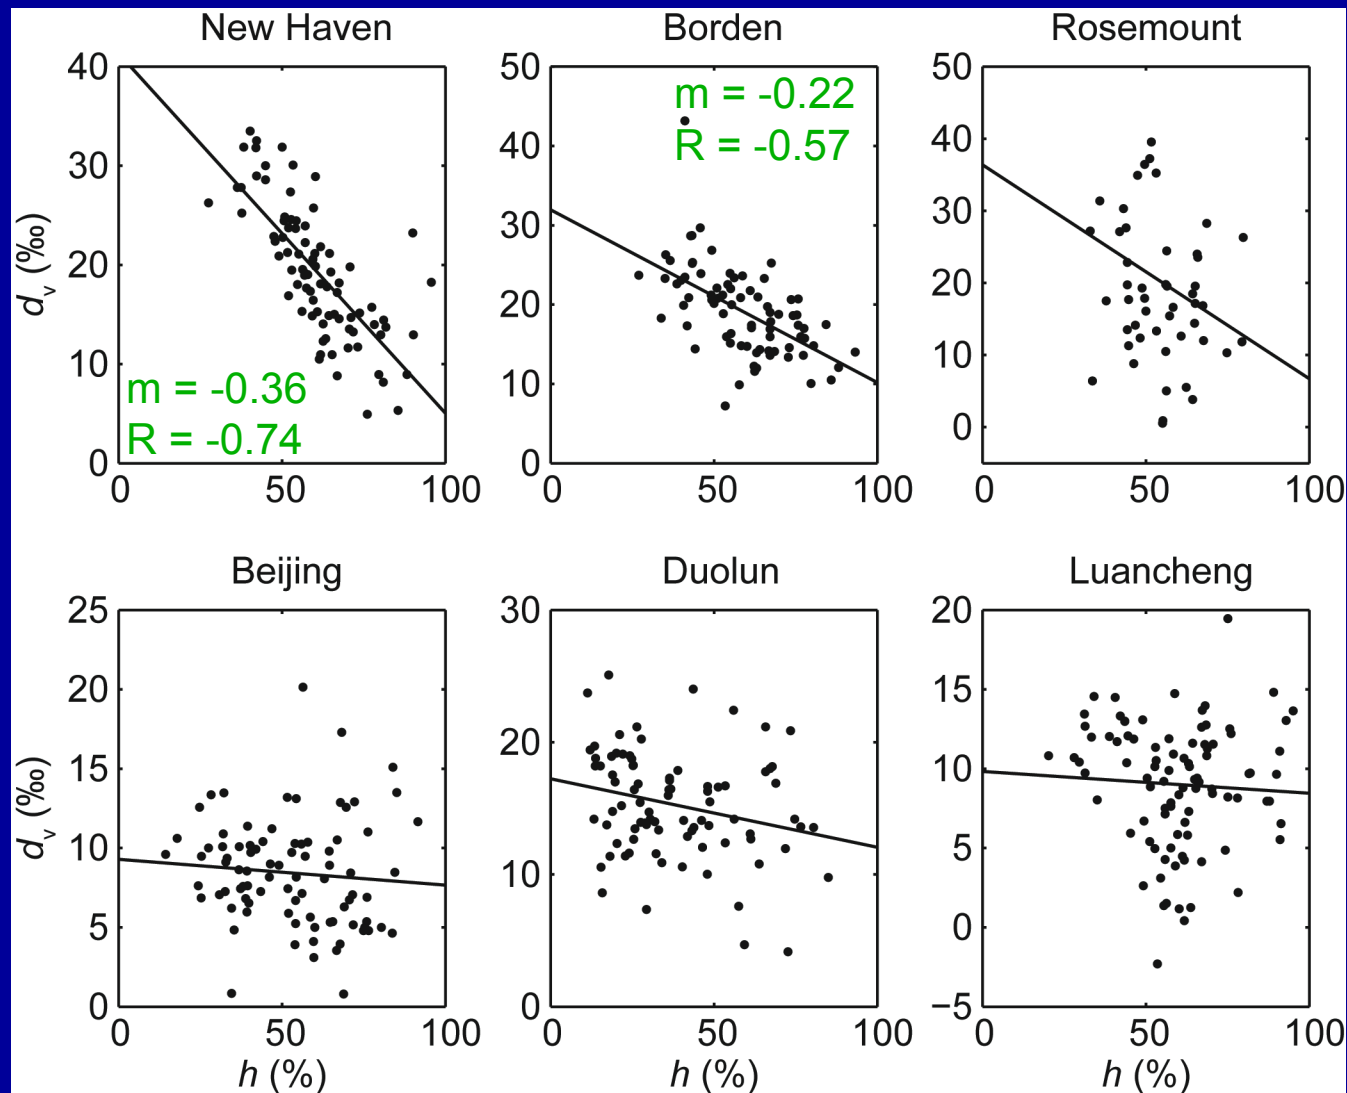 New Haven Borden Rosemount
40 50 50
m = -0.22
R = -0.57
40 40
30 30
30
20 20 20
10 10
10
m = -0.36
R = -0.74
0
0 0
0 50 100 0 50 100 0 50 100
dᵥ (‰)
Beijing Duolun Luancheng
25 30 20
20 15
20
15 10
10 5
10
5 0
0 0 −5
0 50 100 0 50 100 0 50 100
dᵥ (‰)
h (%) h (%) h (%)